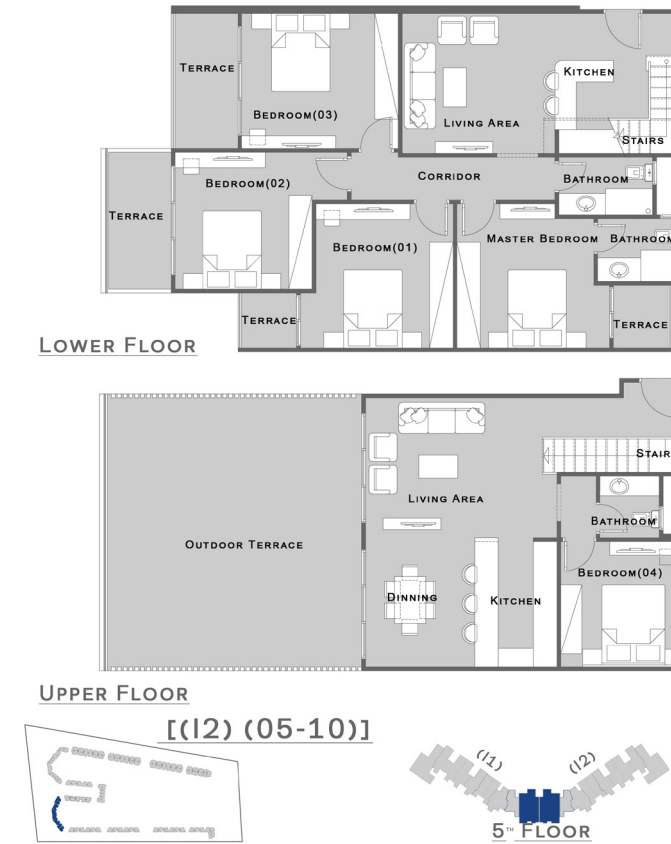 TERRACE
BEDROOM(03)
LIVING AREA
KITCHEN
STAIRS
TERRACE
BEDROOM(02)
CORRIDOR
BATHROOM
BEDROOM(01)
MASTER BEDROOM
BATHROOM
TERRACE
TERRACE
LOWER FLOOR
OUTDOOR TERRACE
LIVING AREA
STAIR
BATHROOM
DINNING
KITCHEN
BEDROOM(04)
UPPER FLOOR
[(I2) (05-10)]
(I1)
(I2)
5TH FLOOR